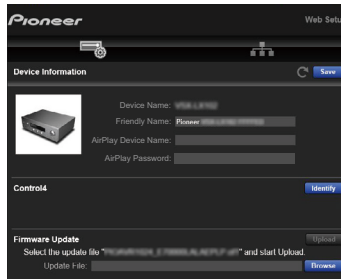 Pioneer
Web Setu
Device Information
Save
Device Name:
Friendly Name: Pioneer
AirPlay Device Name:
AirPlay Password:
Control4
Identify
Firmware Update
Upload
Select the update file " " and start Upload.
Update File:
Browse